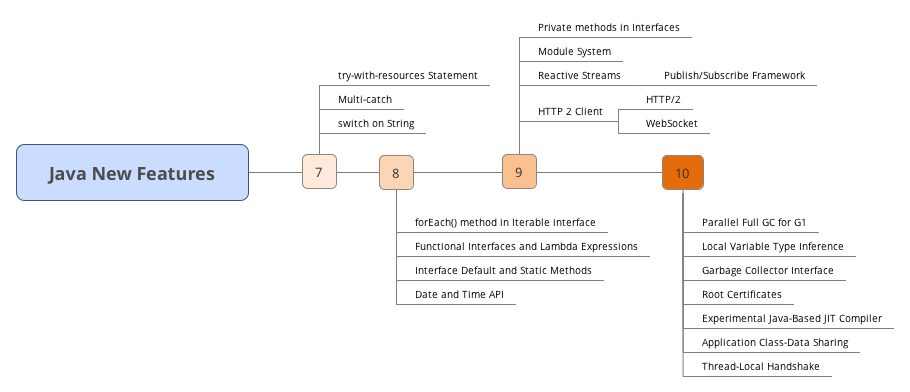 Java New Features
7
try-with-resources Statement
Multi-catch
switch on String
8
forEach() method in Iterable interface
Functional Interfaces and Lambda Expressions
Interface Default and Static Methods
Date and Time API
9
Private methods in Interfaces
Module System
Reactive Streams
Publish/Subscribe Framework
HTTP 2 Client
HTTP/2
WebSocket
10
Parallel Full GC for G1
Local Variable Type Inference
Garbage Collector Interface
Root Certificates
Experimental Java-Based JIT Compiler
Application Class-Data Sharing
Thread-Local Handshake